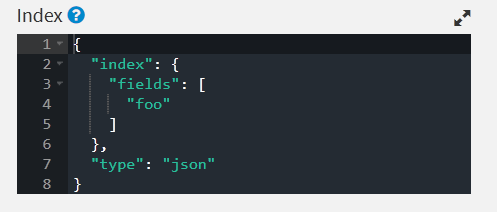 Index ?
1 {
2   "index": {
3     "fields": [
4       "foo"
5     ]
6   },
7   "type": "json"
8 }